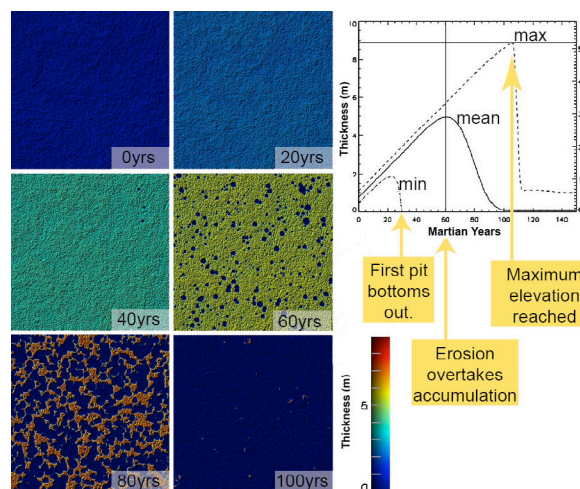 0yrs
20yrs
40yrs
60yrs
80yrs
100yrs
Thickness (m)
10
8
6
4
2
0
0
20
40
60
80
100
120
140
Martian Years
max
mean
min
First pit
bottoms
out.
Maximum
elevation
reached
Erosion
overtakes
accumulation
Thickness (m)
5
0